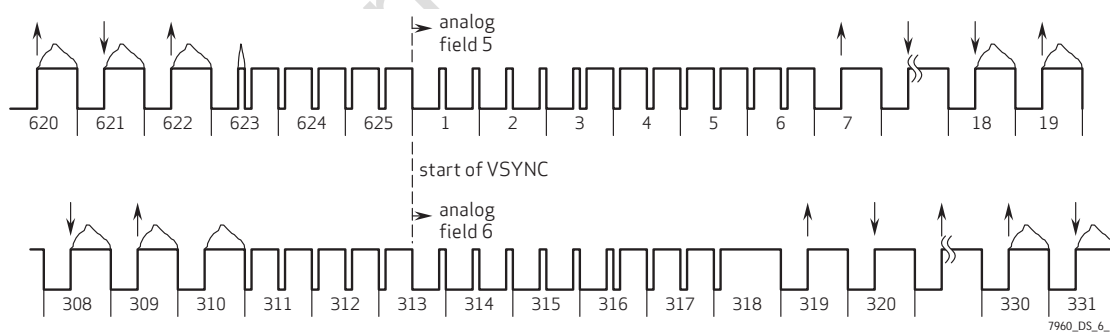 analog
field 5
620 621 622 623 624 625 1 2 3 4 5 6 7 18 19
start of VSYNC
analog
field 6
308 309 310 311 312 313 314 315 316 317 318 319 320 330 331
7960_DS_6_